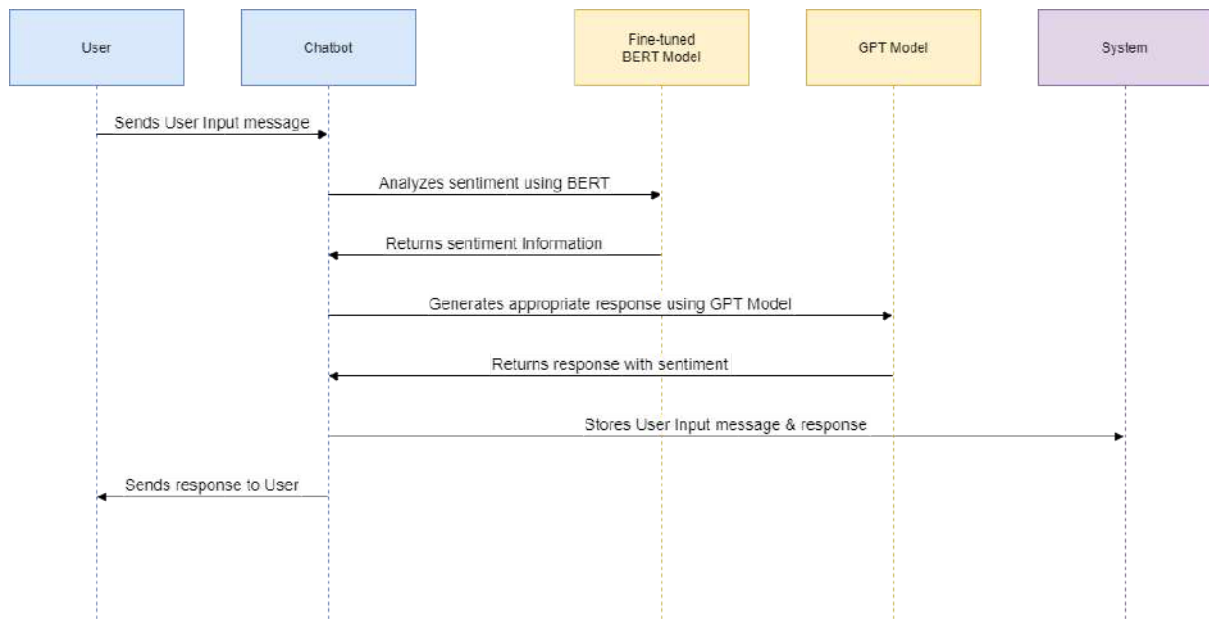 User
Chatbot
Fine-tuned
BERT Model
GPT Model
System
Sends User Input message
Analyzes sentiment using BERT
Returns sentiment Information
Generates appropriate response using GPT Model
Returns response with sentiment
Stores User Input message & response
Sends response to User